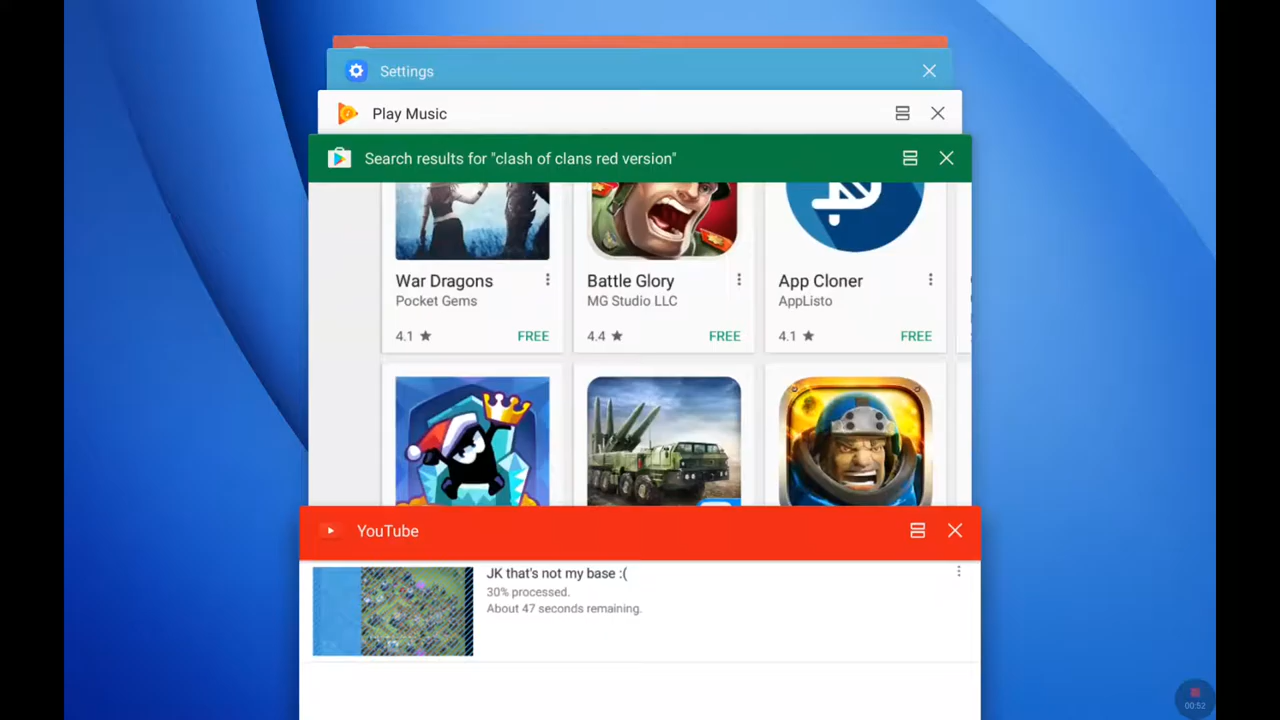 Settings
Play Music
Search results for "clash of clans red version"
War Dragons
Pocket Gems
4.1 FREE
Battle Glory
MG Studio LLC
4.4 FREE
App Cloner
AppListo
4.1 FREE
YouTube
JK that's not my base :(
30% processed.
About 47 seconds remaining.
00:52